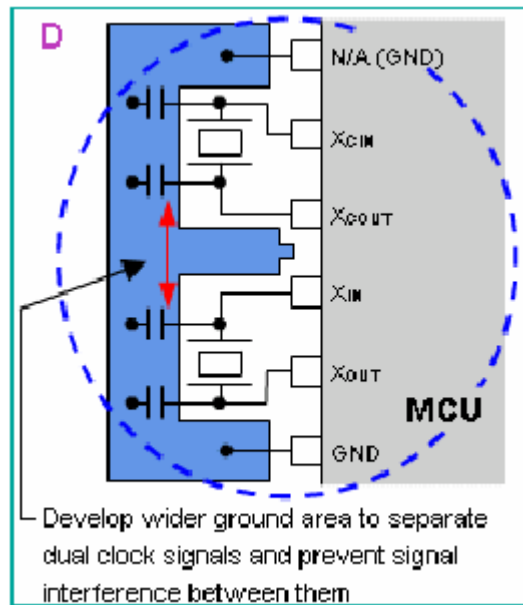 D
N/A (GND)
XCIN
XCOUT
XIN
XOUT
MCU
GND
Develop wider ground area to separate
dual clock signals and prevent signal
interference between them